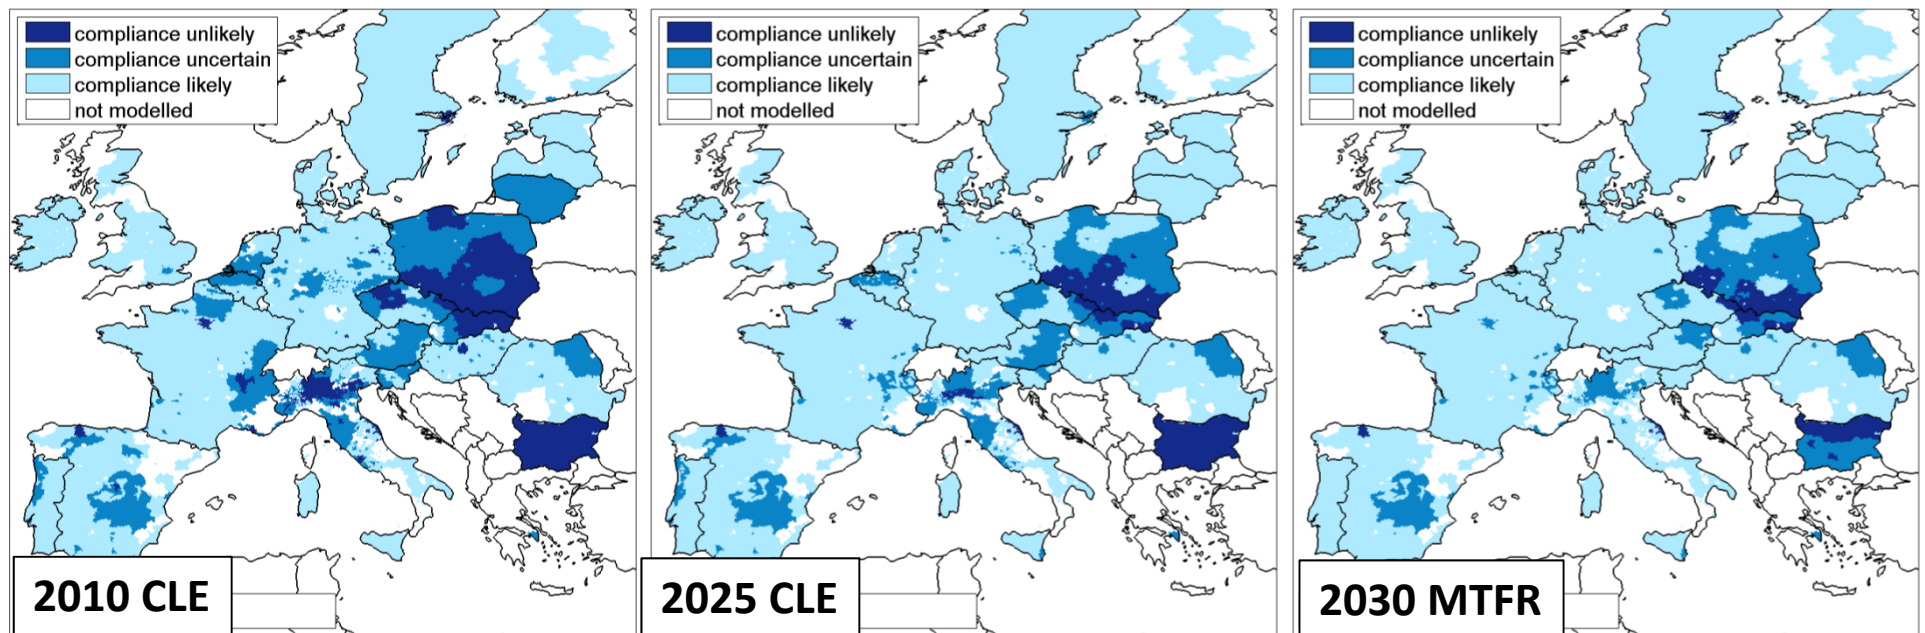 compliance unlikely
compliance uncertain
compliance likely
not modelled
2010 CLE
compliance unlikely
compliance uncertain
compliance likely
not modelled
2025 CLE
compliance unlikely
compliance uncertain
compliance likely
not modelled
2030 MTFR